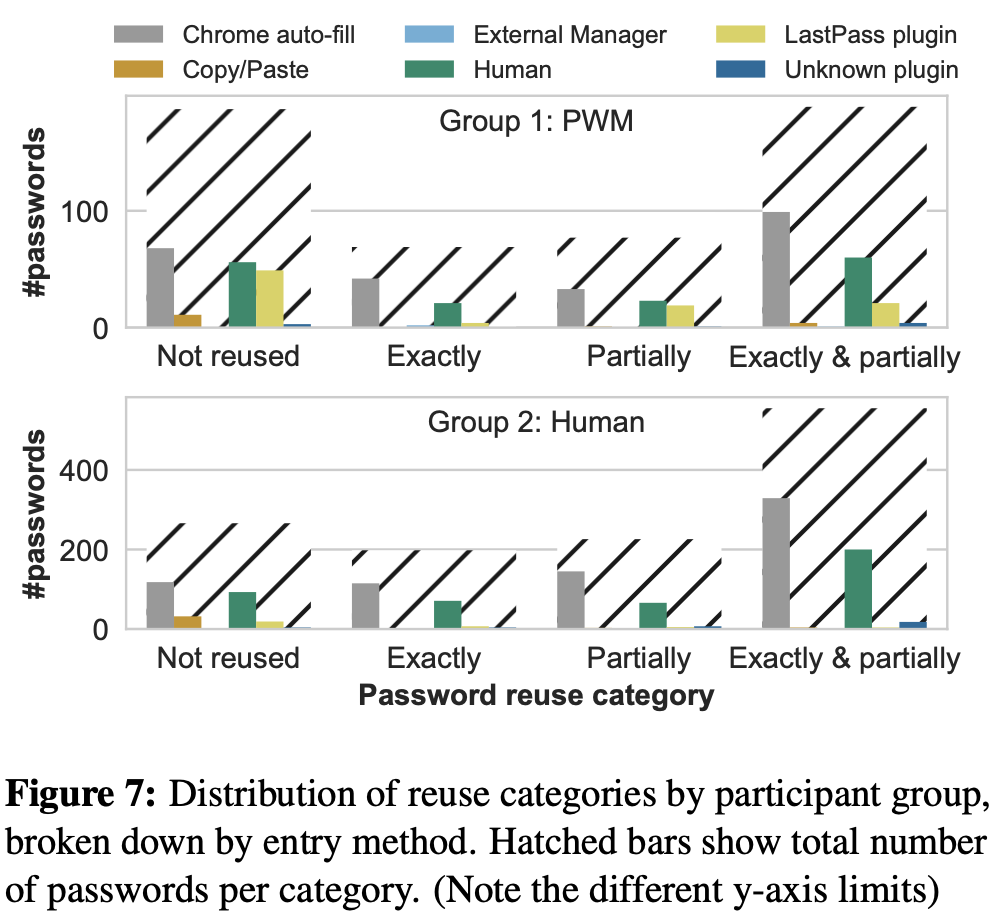 Chrome auto-fill External Manager LastPass plugin
Copy/Paste Human Unknown plugin
Group 1: PWM
#passwords
100
0
Not reused Exactly Partially Exactly & partially
Group 2: Human
#passwords
400
200
0
Not reused Exactly Partially Exactly & partially
Password reuse category
Figure 7: Distribution of reuse categories by participant group,
broken down by entry method. Hatched bars show total number
of passwords per category. (Note the different y-axis limits)